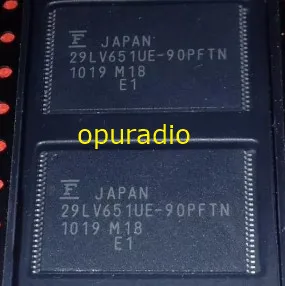 JAPAN
29LV651UE-90PFTN
1019 M18
E1
opuradio
JAPAN
29LV651UE-90PFTN
1019 M18
E1